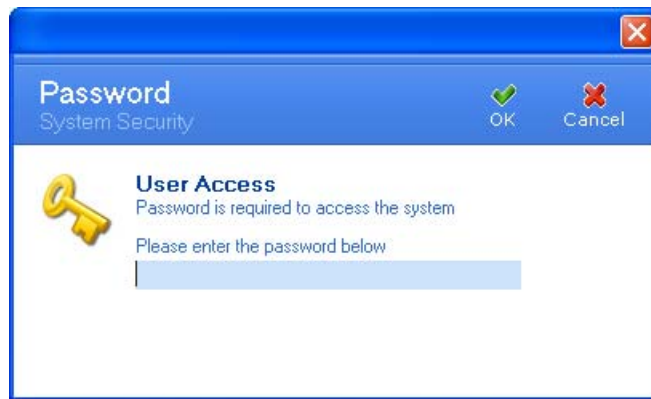 Password
System Security
OK
Cancel
User Access
Password is required to access the system
Please enter the password below